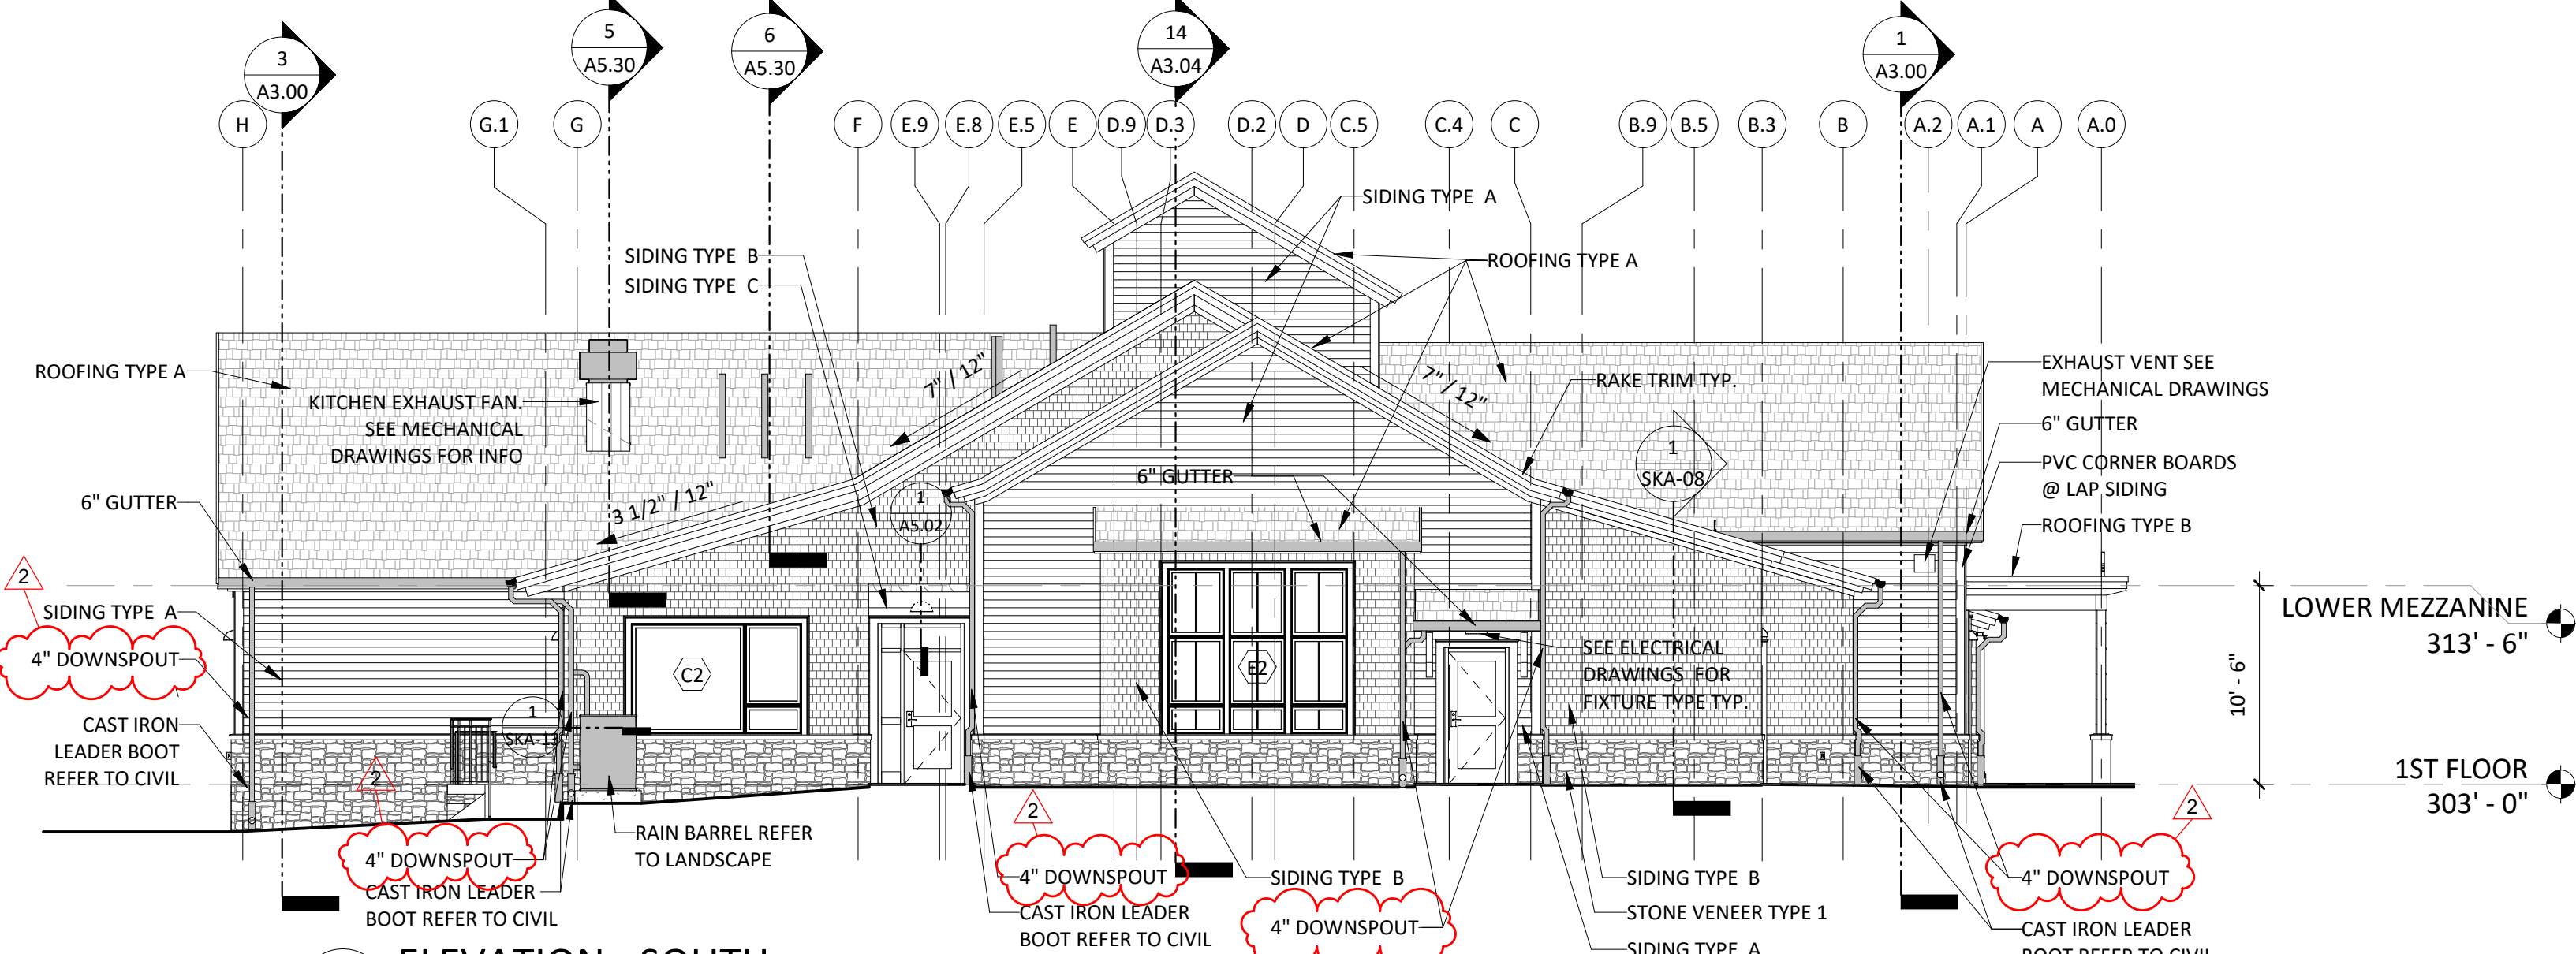 3
A3.00
5
A5.30
6
A5.30
14
A3.04
1
A3.00
H
G.1
G
F
E.9
E.8
E.5
E
D.9
D.3
D.2
D
C.5
C.4
C
B.9
B.5
B.3
B
A.2
A.1
A
A.0
SIDING TYPE A
SIDING TYPE B
SIDING TYPE C
ROOFING TYPE A
ROOFING TYPE A
KITCHEN EXHAUST FAN.
SEE MECHANICAL
DRAWINGS FOR INFO
7" / 12"
7" / 12"
RAKE TRIM TYP.
EXHAUST VENT SEE
MECHANICAL DRAWINGS
6" GUTTER
PVC CORNER BOARDS
@ LAP SIDING
ROOFING TYPE B
1
SKA-08
6" GUTTER
6" GUTTER
3 1/2" / 12"
1
A5.02
2
SIDING TYPE A
4" DOWNSPOUT
CAST IRON
LEADER BOOT
REFER TO CIVIL
1
SKA-13
C2
E2
SEE ELECTRICAL
DRAWINGS FOR
FIXTURE TYPE TYP.
LOWER MEZZANINE
313' - 6"
10' - 6"
1ST FLOOR
303' - 0"
2
4" DOWNSPOUT
CAST IRON LEADER
BOOT REFER TO CIVIL
RAIN BARREL REFER
TO LANDSCAPE
2
4" DOWNSPOUT
CAST IRON LEADER
BOOT REFER TO CIVIL
SIDING TYPE B
4" DOWNSPOUT
SIDING TYPE B
STONE VENEER TYPE 1
SIDING TYPE A
2
4" DOWNSPOUT
CAST IRON LEADER
BOOT REFER TO CIVIL
ELEVATION - SOUTH